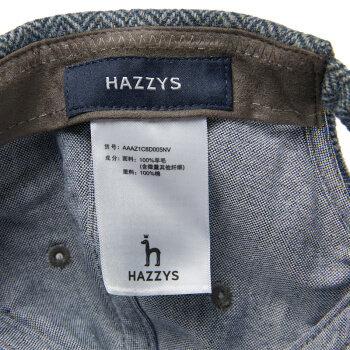 HAZZYS
货号: AAAZ1C8D005NV
成分: 面料: 100%羊毛
(含微量其他纤维)
里料: 100%棉
HAZZYS